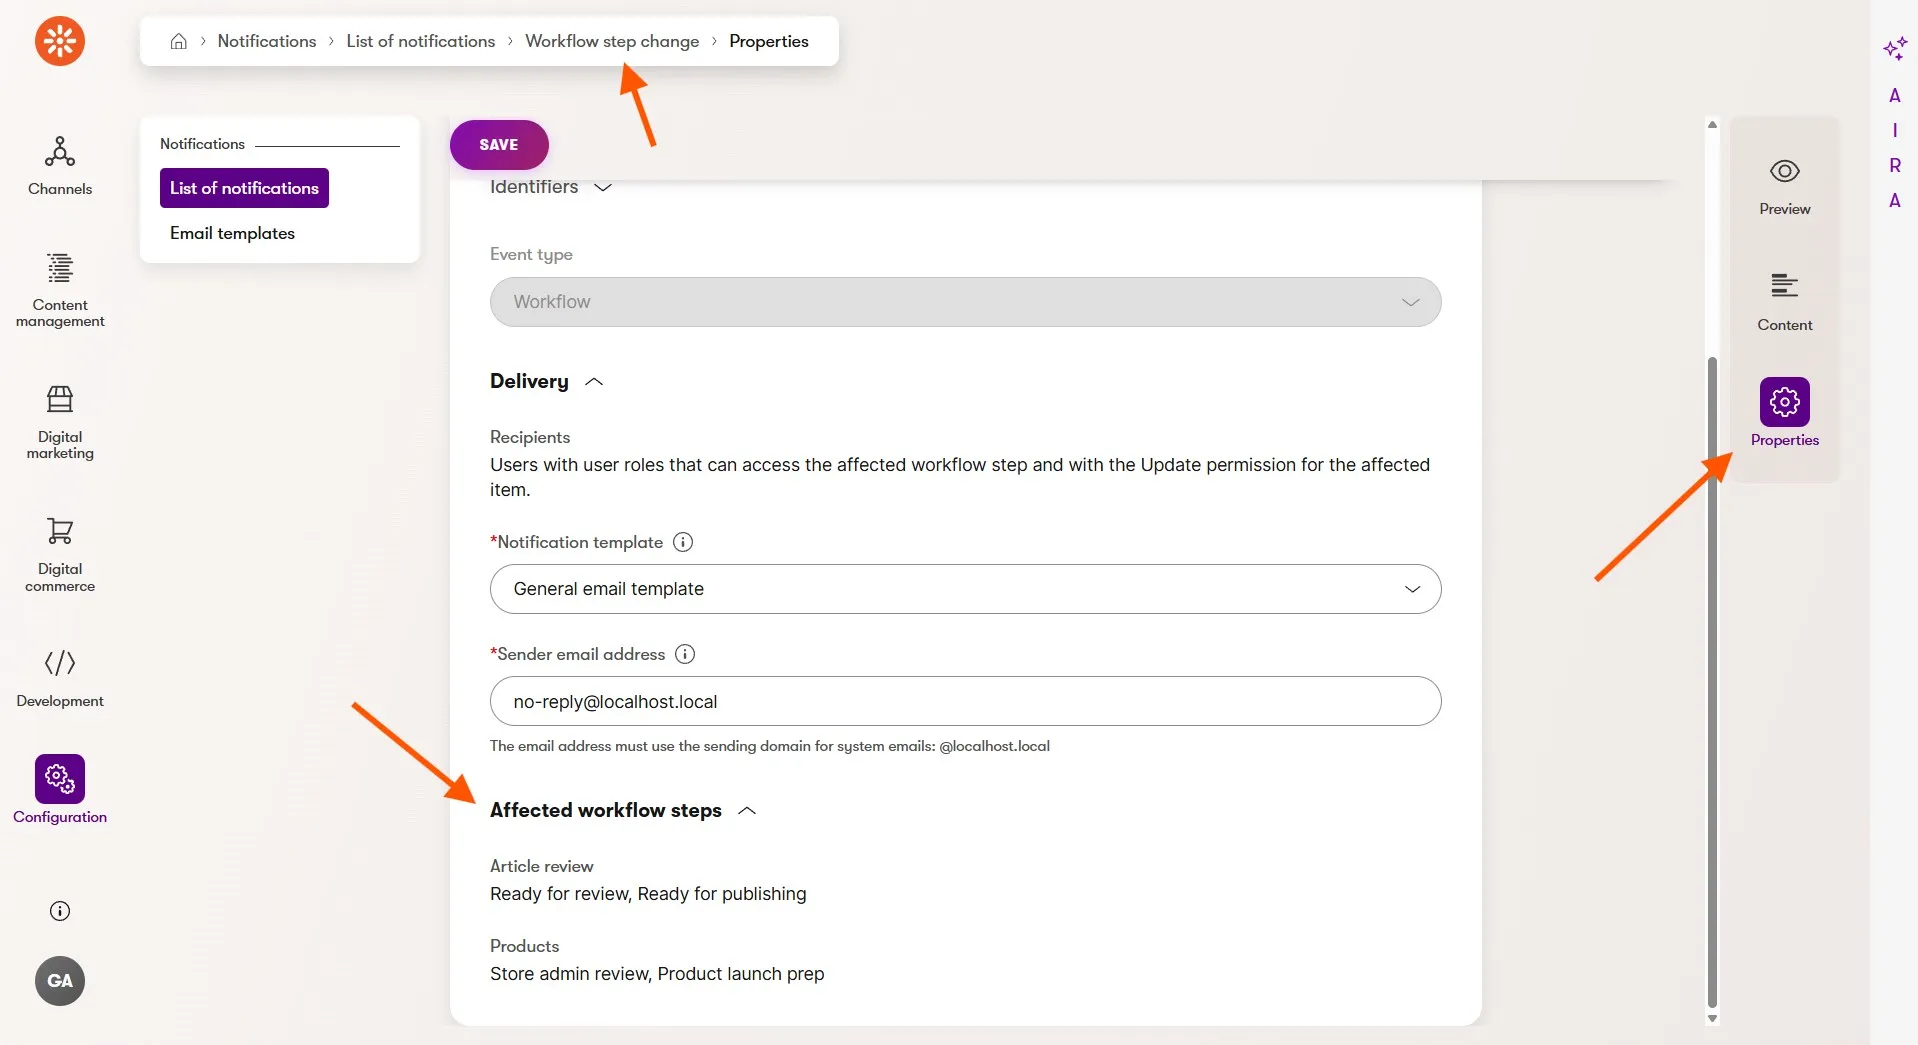 Notifications > List of notifications > Workflow step change > Properties
Channels
Content
management
Digital
marketing
Digital
commerce
Development
Configuration
GA
Notifications
List of notifications
Email templates
SAVE
Identifiers
Event type
Workflow
Delivery
Recipients
Users with user roles that can access the affected workflow step and with the Update permission for the affected
item.
*Notification template
General email template
*Sender email address
no-reply@localhost.local
The email address must use the sending domain for system emails: @localhost.local
Affected workflow steps
Article review
Ready for review, Ready for publishing
Products
Store admin review, Product launch prep
Preview
Content
Properties
A
I
R
A